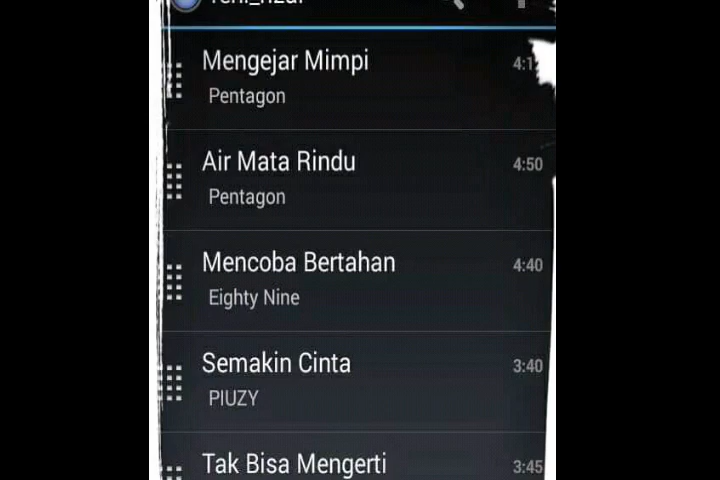 Mengejar Mimpi
Pentagon
Air Mata Rindu
4:50
Pentagon
Mencoba Bertahan
4:40
Eighty Nine
Semakin Cinta
3:40
PIUZY
Tak Bisa Mengerti
3:45